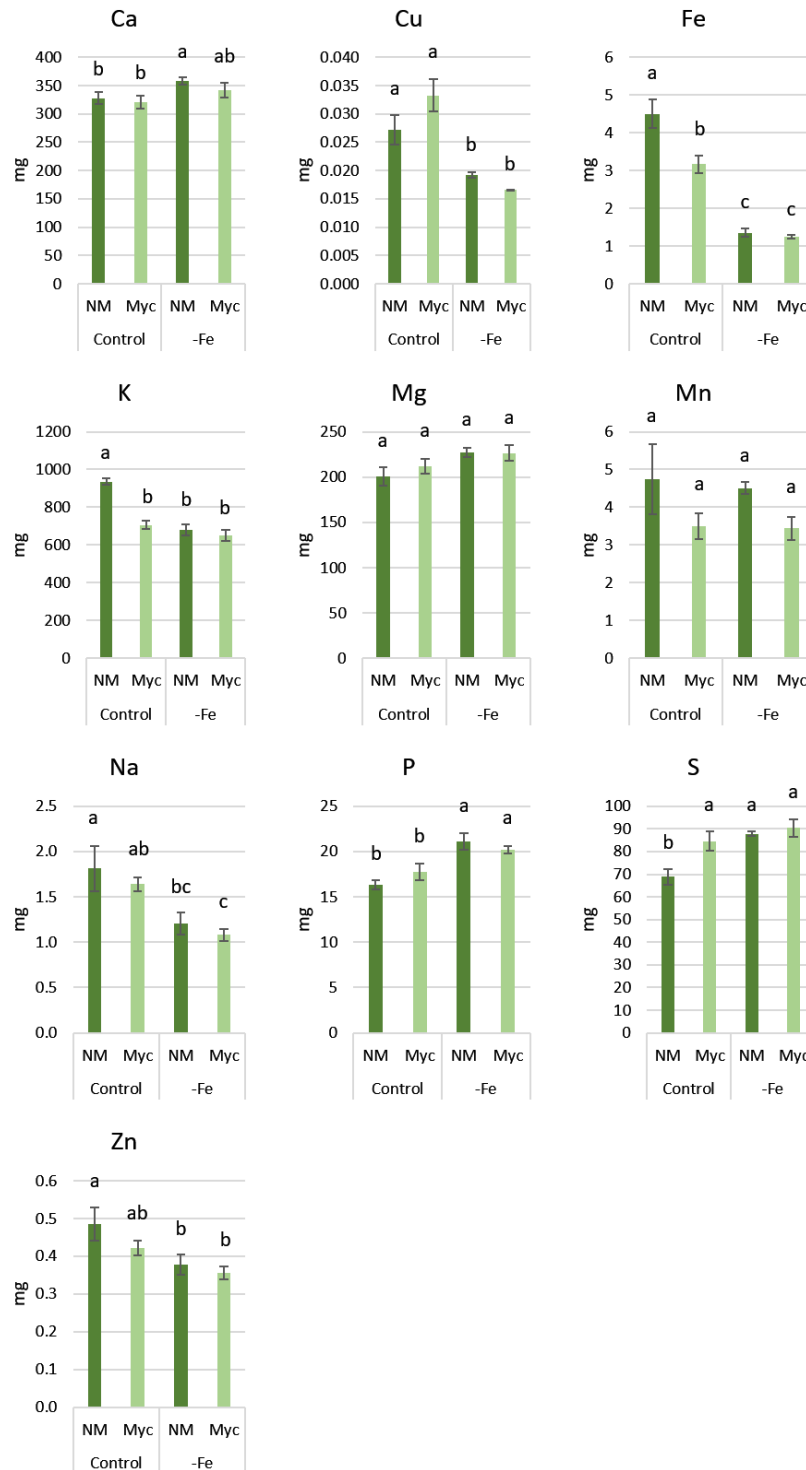 Ca
400
350
300
250
200
150
100
50
0
mg
b b a ab
NM Myc NM Myc
Control -Fe
Cu
0.040
0.035
0.030
0.025
0.020
0.015
0.010
0.005
0.000
a a b b
NM Myc NM Myc
Control -Fe
Fe
6
5
4
3
2
1
0
mg
a b c c
NM Myc NM Myc
Control -Fe
K
1200
1000
800
600
400
200
0
mg
a b b b
NM Myc NM Myc
Control -Fe
Mg
250
200
150
100
50
0
mg
a a a a
NM Myc NM Myc
Control -Fe
Mn
6
5
4
3
2
1
0
mg
a a a a
NM Myc NM Myc
Control -Fe
Na
2.5
2.0
1.5
1.0
0.5
0.0
mg
a ab bc c
NM Myc NM Myc
Control -Fe
P
25
20
15
10
5
0
mg
b b a a
NM Myc NM Myc
Control -Fe
S
100
90
80
70
60
50
40
30
20
10
0
mg
b a a a
NM Myc NM Myc
Control -Fe
Zn
0.6
0.5
0.4
0.3
0.2
0.1
0.0
mg
a ab b b
NM Myc NM Myc
Control -Fe